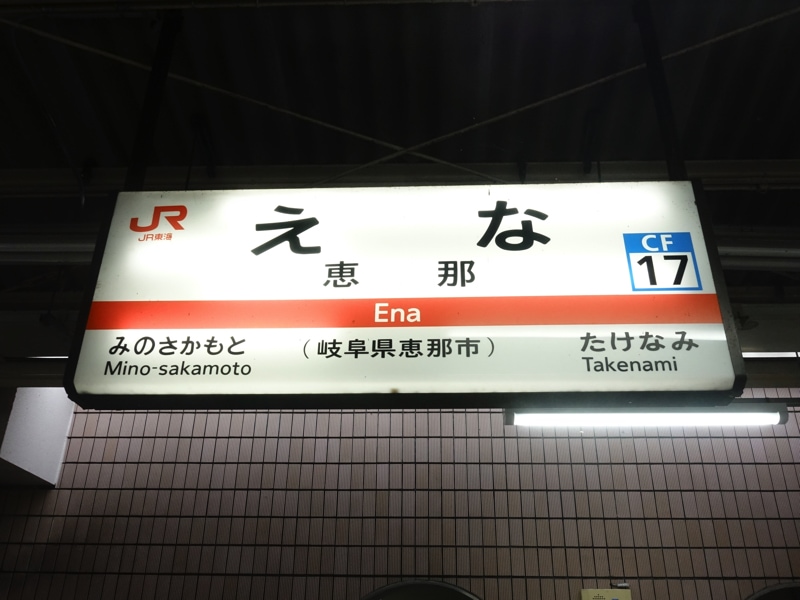 JR
JR東海
えな
恵那
CF
17
Ena
みのさかもと
Mino-sakamoto
（岐阜県恵那市）
たけなみ
Takenami